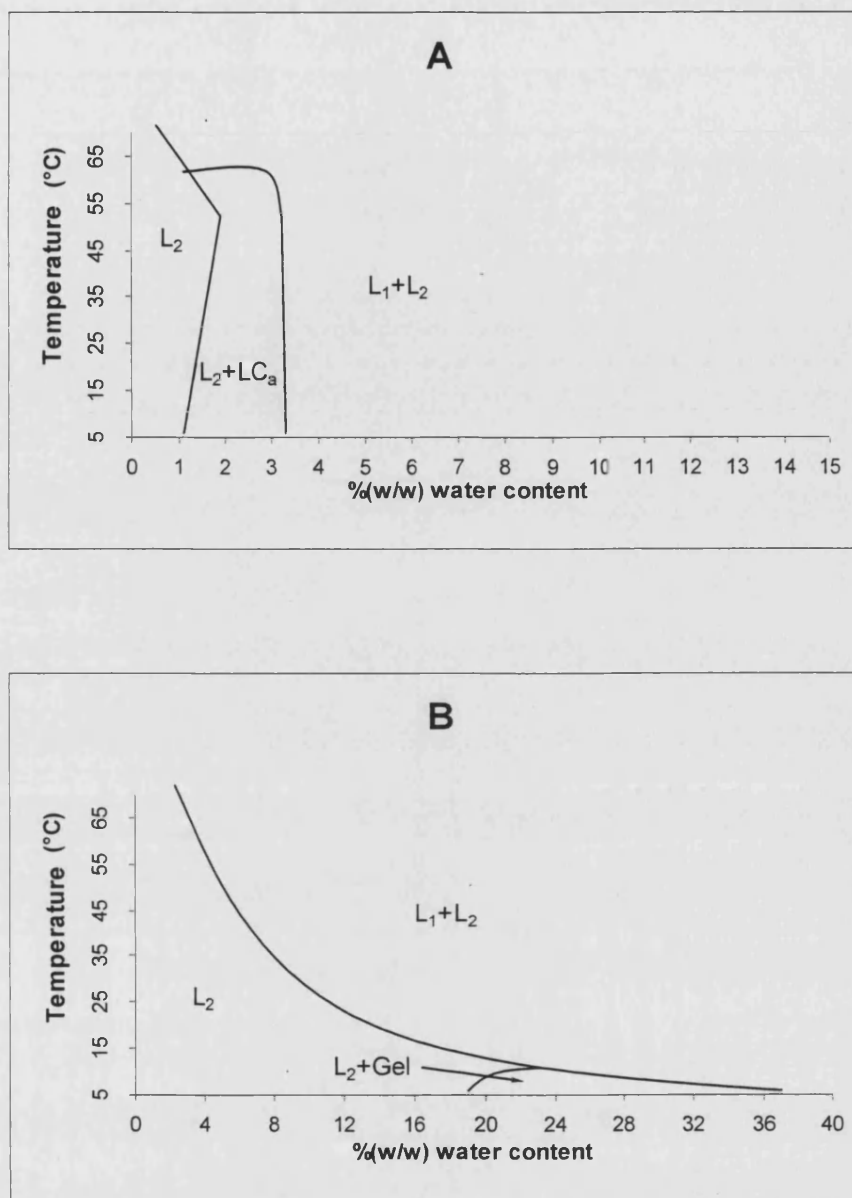 A
Temperature (°C)
65
55
45
35
25
15
5
L₂
L₁+L₂
L₂+LCₐ
0 1 2 3 4 5 6 7 8 9 10 11 12 13 14 15
%(w/w) water content
B
Temperature (°C)
65
55
45
35
25
15
5
L₁+L₂
L₂
L₂+Gel
0 4 8 12 16 20 24 28 32 36 40
%(w/w) water content